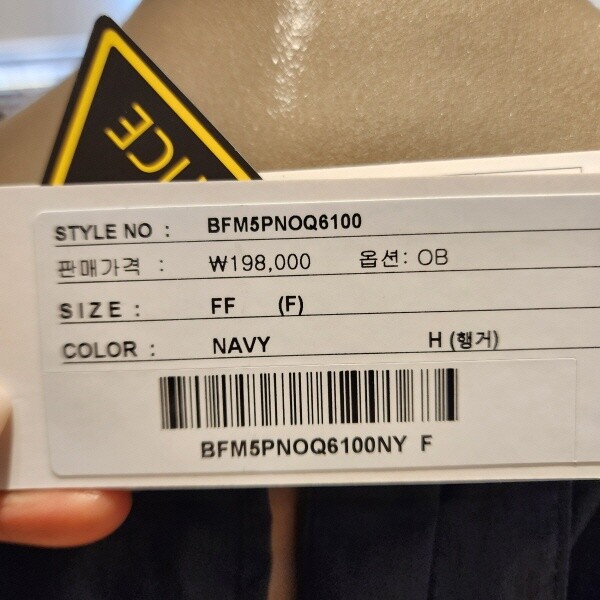 ICE
STYLE NO : BFM5PNOQ6100
판매가격 : ₩198,000 옵션: OB
SIZE : FF (F)
COLOR : NAVY H (행거)
BFM5PNOQ6100NY F